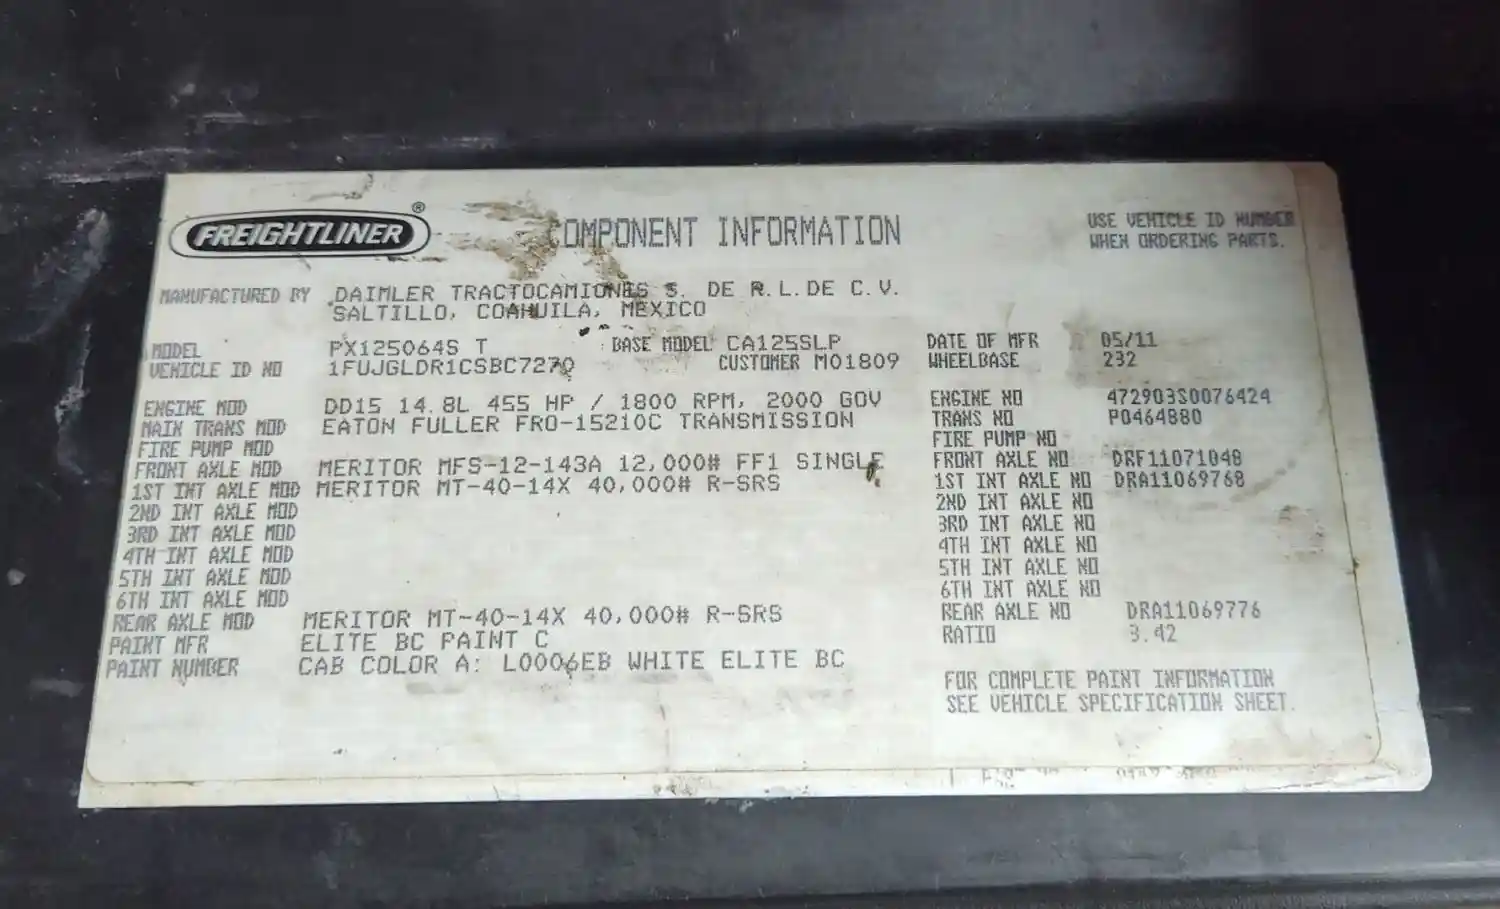 FREIGHTLINER®
COMPONENT INFORMATION
USE VEHICLE ID NUMBER
WHEN ORDERING PARTS.
MANUFACTURED BY DAIMLER TRACTOCAMIONES S. DE R.L.DE C.V.
SALTILLO, COAHUILA, MEXICO
MODEL PX125064S T BASE MODEL CA125SLP DATE OF MFR 05/11
VEHICLE ID NO 1FUJGLDR1CSBC7270 CUSTOMER M01809 WHEELBASE 232
ENGINE MOD DD15 14.8L 455 HP / 1800 RPM, 2000 GOV ENGINE NO 472903S0076424
MAIN TRANS MOD EATON FULLER FRO-15210C TRANSMISSION TRANS NO P0464880
FIRE PUMP MOD FIRE PUMP NO
FRONT AXLE MOD MERITOR MFS-12-143A 12,000# FF1 SINGLE FRONT AXLE NO DRF11071048
1ST INT AXLE MOD MERITOR MT-40-14X 40,000# R-SRS 1ST INT AXLE NO DRA11069768
2ND INT AXLE MOD 2ND INT AXLE NO
3RD INT AXLE MOD 3RD INT AXLE NO
4TH INT AXLE MOD 4TH INT AXLE NO
5TH INT AXLE MOD 5TH INT AXLE NO
6TH INT AXLE MOD 6TH INT AXLE NO
REAR AXLE MOD MERITOR MT-40-14X 40,000# R-SRS REAR AXLE NO DRA11069776
PAINT MFR ELITE BC PAINT C RATIO 3.42
PAINT NUMBER CAB COLOR A: L0006EB WHITE ELITE BC
FOR COMPLETE PAINT INFORMATION
SEE VEHICLE SPECIFICATION SHEET.